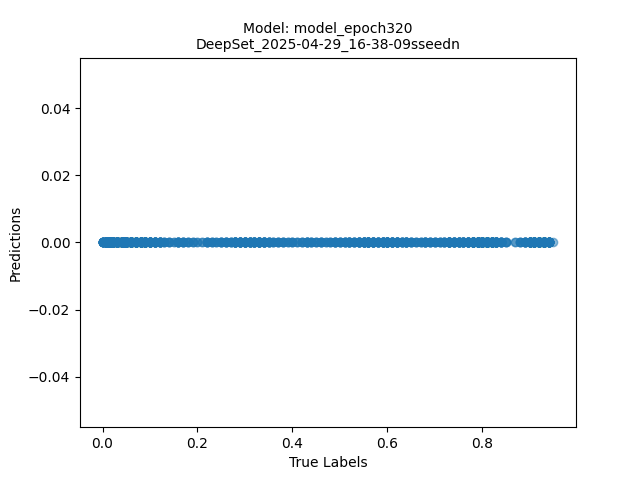 Model: model_epoch320
DeepSet_2025-04-29_16-38-09sseedn
0.04
0.02
0.00
−0.02
−0.04
Predictions
0.0 0.2 0.4 0.6 0.8
True Labels